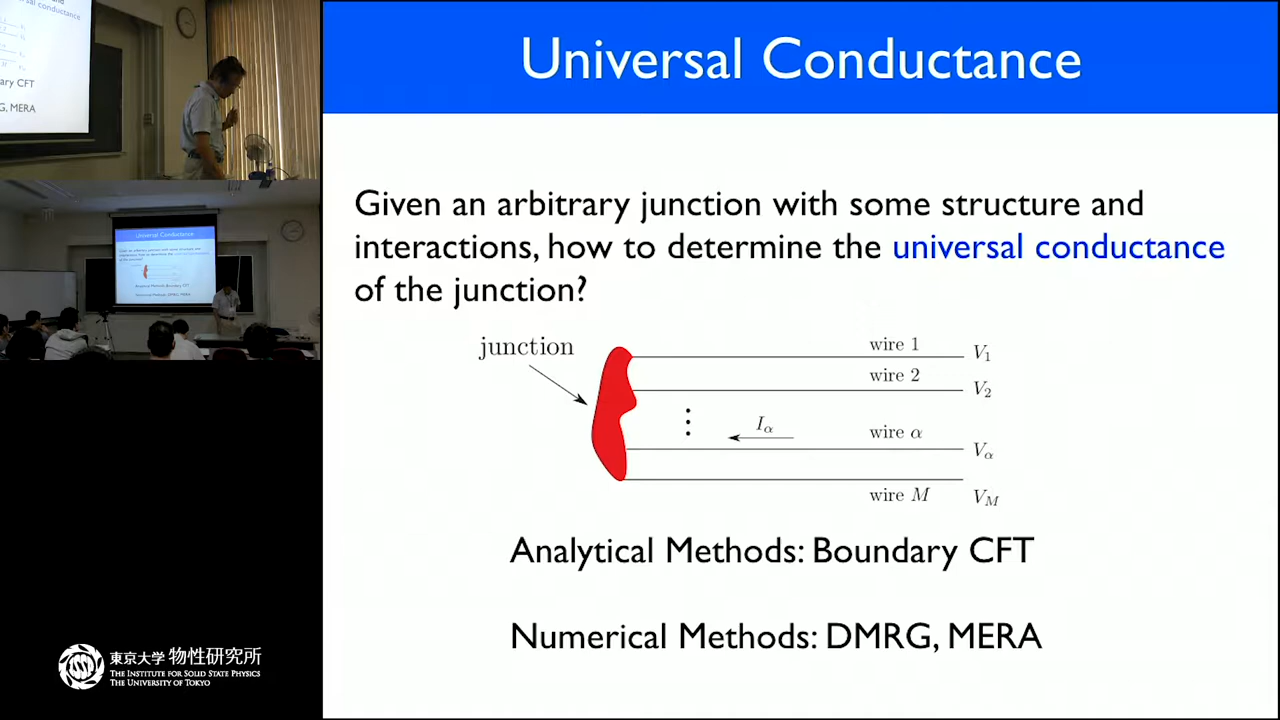 Universal Conductance
Given an arbitrary junction with some structure and
interactions, how to determine the universal conductance
of the junction?
junction
wire 1
V1
wire 2
V2
Iα
wire α
Vα
wire M
VM
Analytical Methods: Boundary CFT
Numerical Methods: DMRG, MERA
ary CFT
G, MERA
東京大学 物性研究所
THE INSTITUTE FOR SOLID STATE PHYSICS
THE UNIVERSITY OF TOKYO